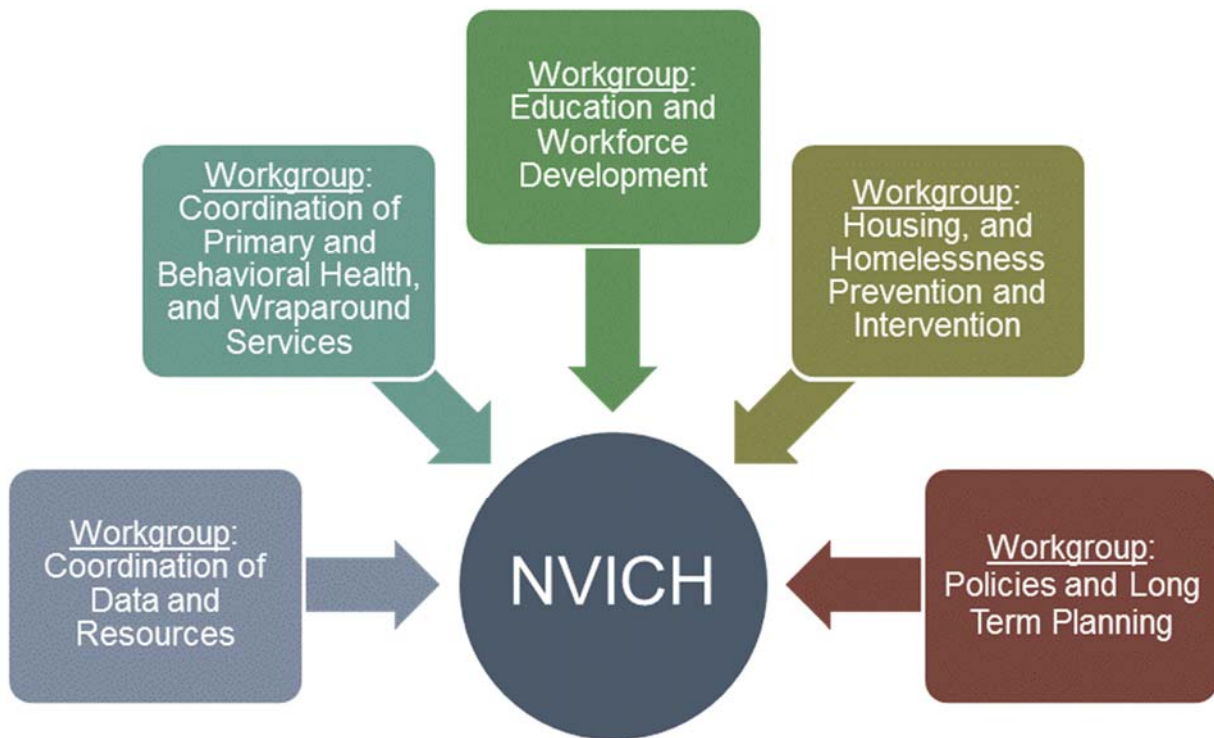 Workgroup:
Coordination of
Data and
Resources
Workgroup:
Coordination of
Primary and
Behavioral Health,
and Wraparound
Services
Workgroup:
Education and
Workforce
Development
Workgroup:
Housing, and
Homelessness
Prevention and
Intervention
Workgroup:
Policies and Long
Term Planning
NVICH